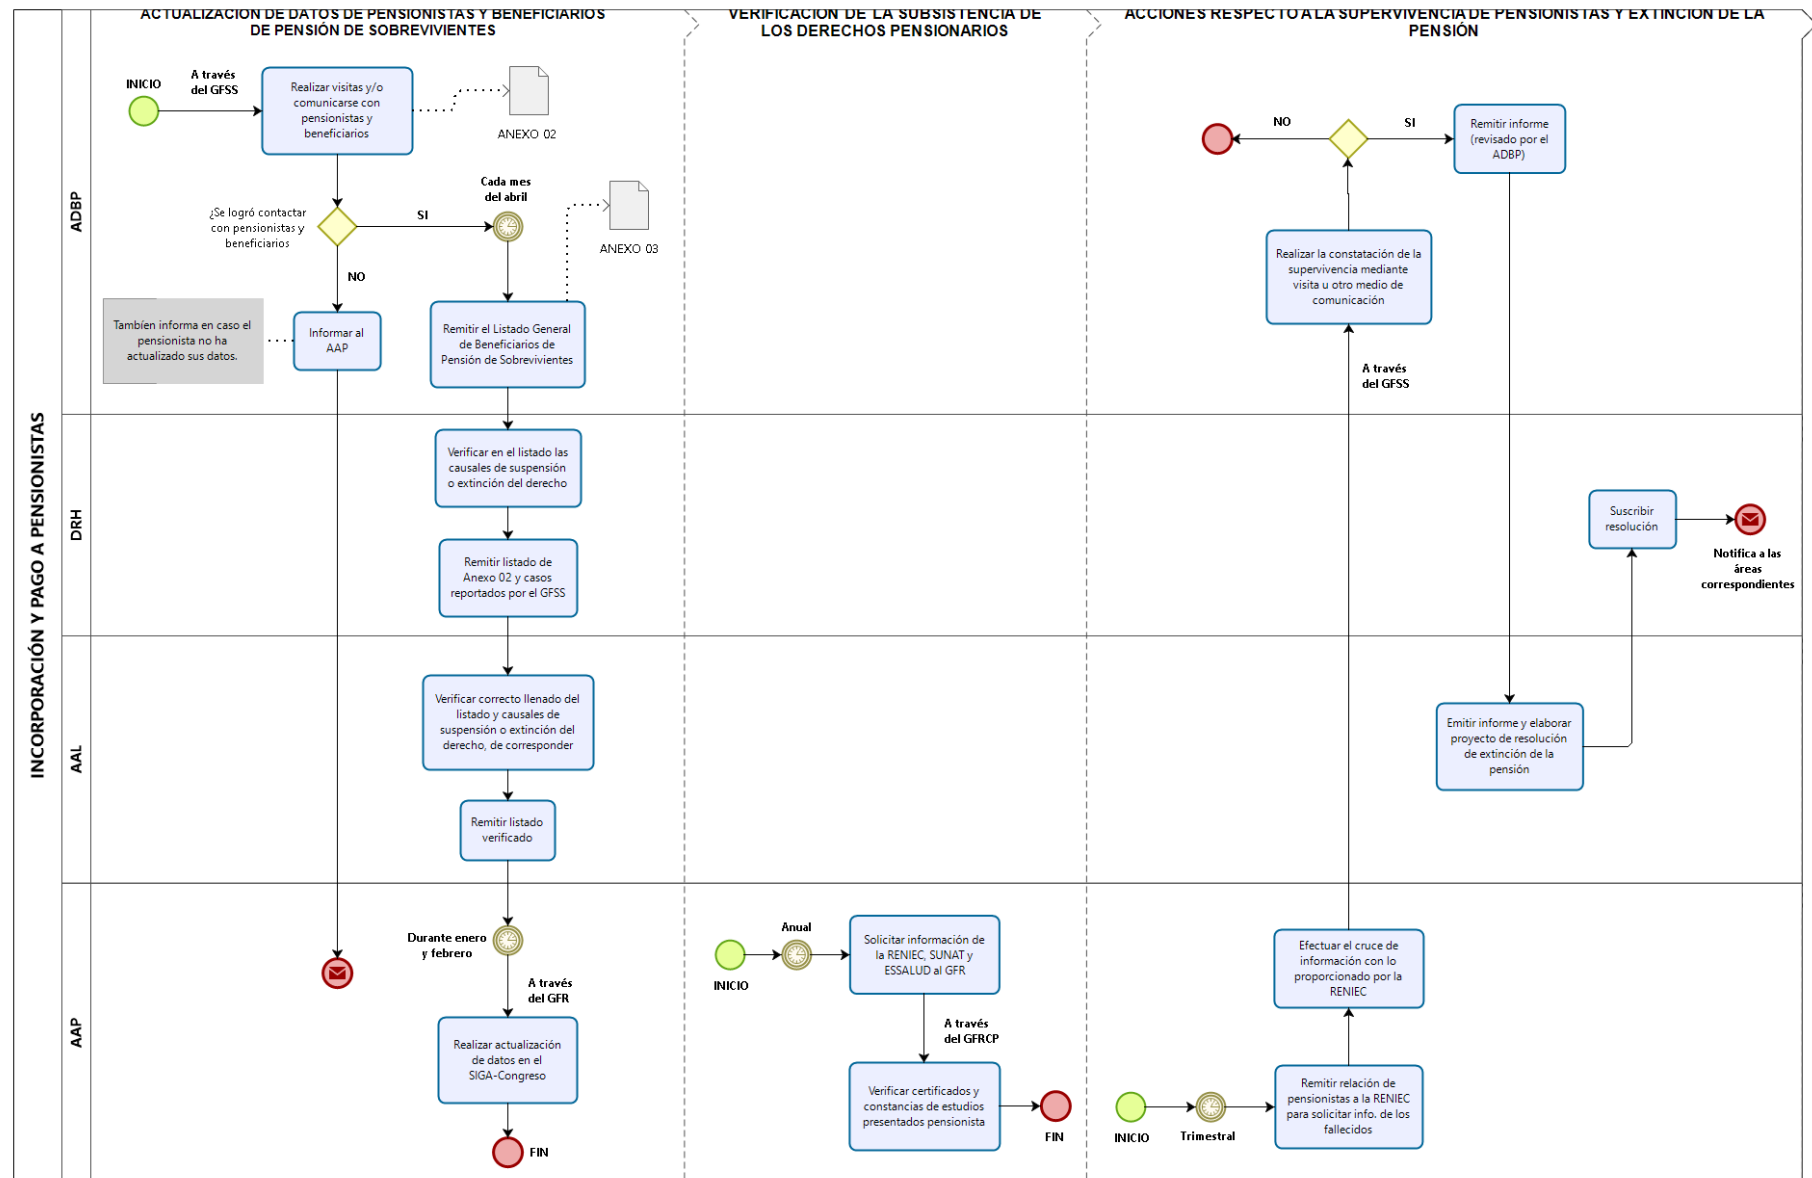 ACTUALIZACIÓN DE DATOS DE PENSIONISTAS Y BENEFICIARIOS
DE PENSIÓN DE SOBREVIVIENTES
VERIFICACIÓN DE LA SUBSISTENCIA DE
LOS DERECHOS PENSIONARIOS
ACCIONES RESPECTO A LA SUPERVIVENCIA DE PENSIONISTAS Y EXTINCIÓN DE LA
PENSIÓN
INCORPORACIÓN Y PAGO A PENSIONISTAS
ADBP
INICIO
A través
del GFSS
Realizar visitas y/o
comunicarse con
pensionistas y
beneficiarios
ANEXO 02
¿Se logró contactar
con pensionistas y
beneficiarios
SI
Cada mes
del abril
ANEXO 03
NO
Tambíen informa en caso el
pensionista no ha
actualizado sus datos.
Informar al
AAP
Remitir el Listado General
de Beneficiarios de
Pensión de Sobrevivientes
NO
SI
Remitir informe
(revisado por el
ADBP)
Realizar la constatación de la
supervivencia mediante
visita u otro medio de
comunicación
A través
del GFSS
DRH
Verificar en el listado las
causales de suspensión
o extinción del derecho
Remitir listado de
Anexo 02 y casos
reportados por el GFSS
Suscribir
resolución
Notifica a las
áreas
correspondientes
AAL
Verificar correcto llenado del
listado y causales de
suspensión o extinción del
derecho, de corresponder
Remitir listado
verificado
Emitir informe y elaborar
proyecto de resolución
de extinción de la
pensión
AAP
Durante enero
y febrero
A través
del GFR
Realizar actualización
de datos en el
SIGA-Congreso
FIN
INICIO
Anual
Solicitar información de
la RENIEC, SUNAT y
ESSALUD al GFR
A través
del GFRCP
Verificar certificados y
constancias de estudios
presentados pensionista
FIN
INICIO
Trimestral
Efectuar el cruce de
información con lo
proporcionado por la
RENIEC
Remitir relación de
pensionistas a la RENIEC
para solicitar info. de los
fallecidos